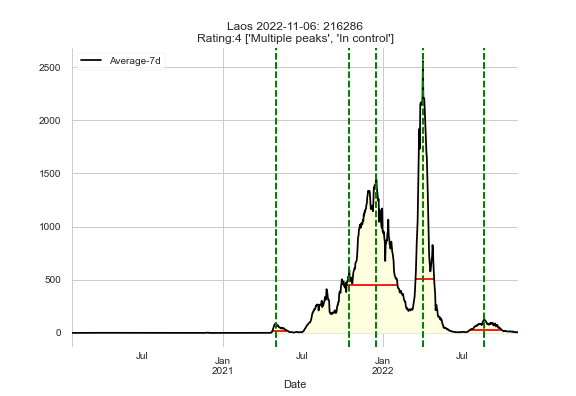 Laos 2022-11-06: 216286
Rating:4 ['Multiple peaks', 'In control']
Average-7d
2500
2000
1500
1000
500
0
Jul
Jan
2021
Jul
Jan
2022
Jul
Date